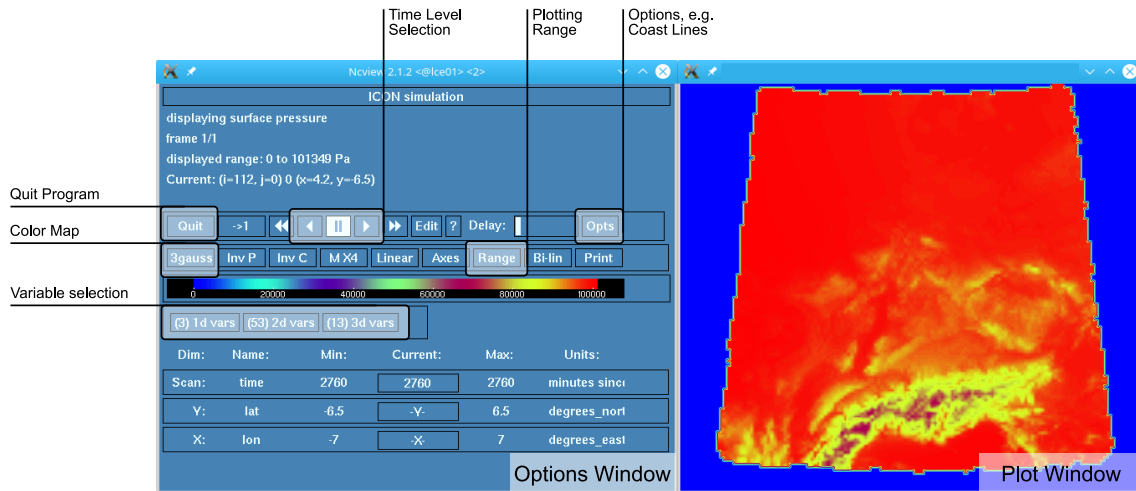 Time Level
Selection
Plotting
Range
Options, e.g.
Coast Lines
Ncview 2.1.2 <@lce01> <2>
ICON simulation
displaying surface pressure
frame 1/1
displayed range: 0 to 101349 Pa
Current: (i=112, j=0) 0 (x=4.2, y=-6.5)
Quit Program
Quit ->1 Edit ? Delay: Opts
Color Map
3gauss Inv P Inv C M X4 Linear Axes Range Bi-lin Print
0 20000 40000 60000 80000 100000
Variable selection
(3) 1d vars (53) 2d vars (13) 3d vars
Dim: Name: Min: Current: Max: Units:
Scan: time 2760 2760 2760 minutes since
Y: lat -6.5 -Y- 6.5 degrees_nort
X: lon -7 -X- 7 degrees_east
Options Window
Plot Window